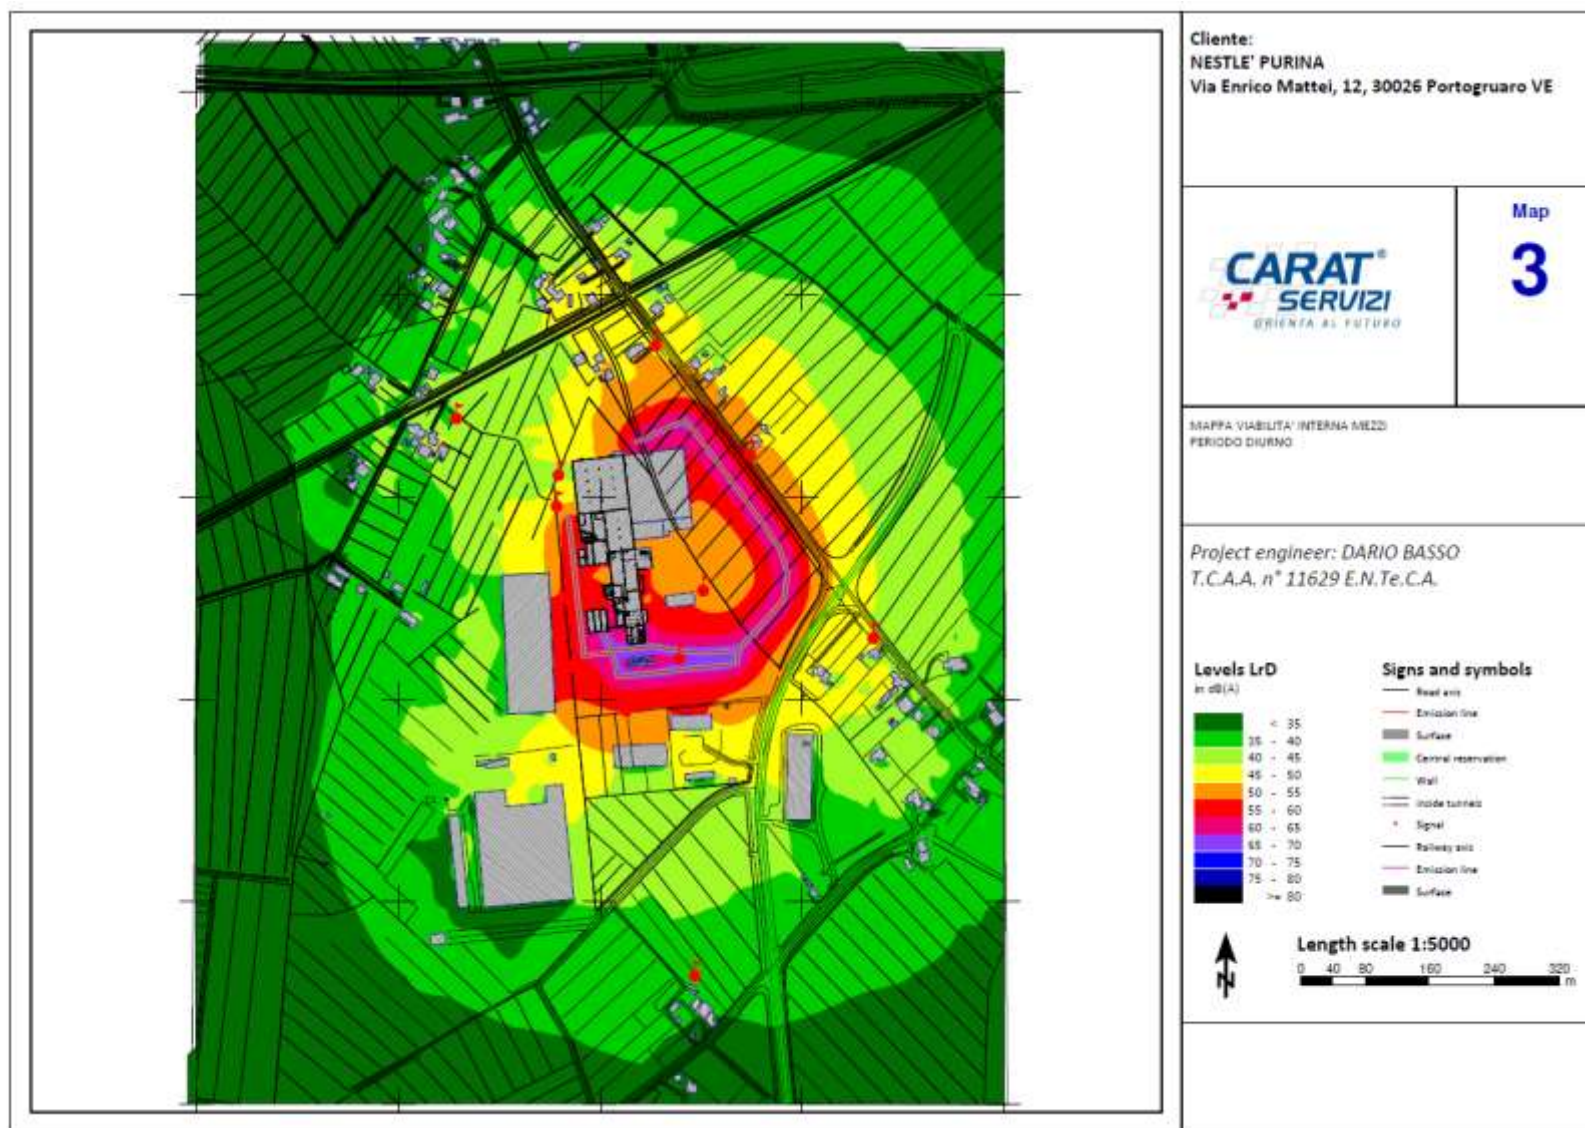 Cliente:
NESTLE' PURINA
Via Enrico Mattei, 12, 30026 Portogruaro VE
Map
3
CARAT®
SERVIZI
ORIENTA AL FUTURO
MAPPA VIABILITA' INTERNA MEZZI
PERIODO DIURNO
Project engineer: DARIO BASSO
T.C.A.A. n° 11629 E.N.Te.C.A.
Levels LrD
in dB(A)
< 35
35 - 40
40 - 45
45 - 50
50 - 55
55 - 60
60 - 65
65 - 70
70 - 75
75 - 80
>= 80
Signs and symbols
Road axis
Emission line
Surface
Central reservation
Wall
Inside tunnels
Signal
Railway axis
Emission line
Surface
N
Length scale 1:5000
0 40 80 160 240 320
m